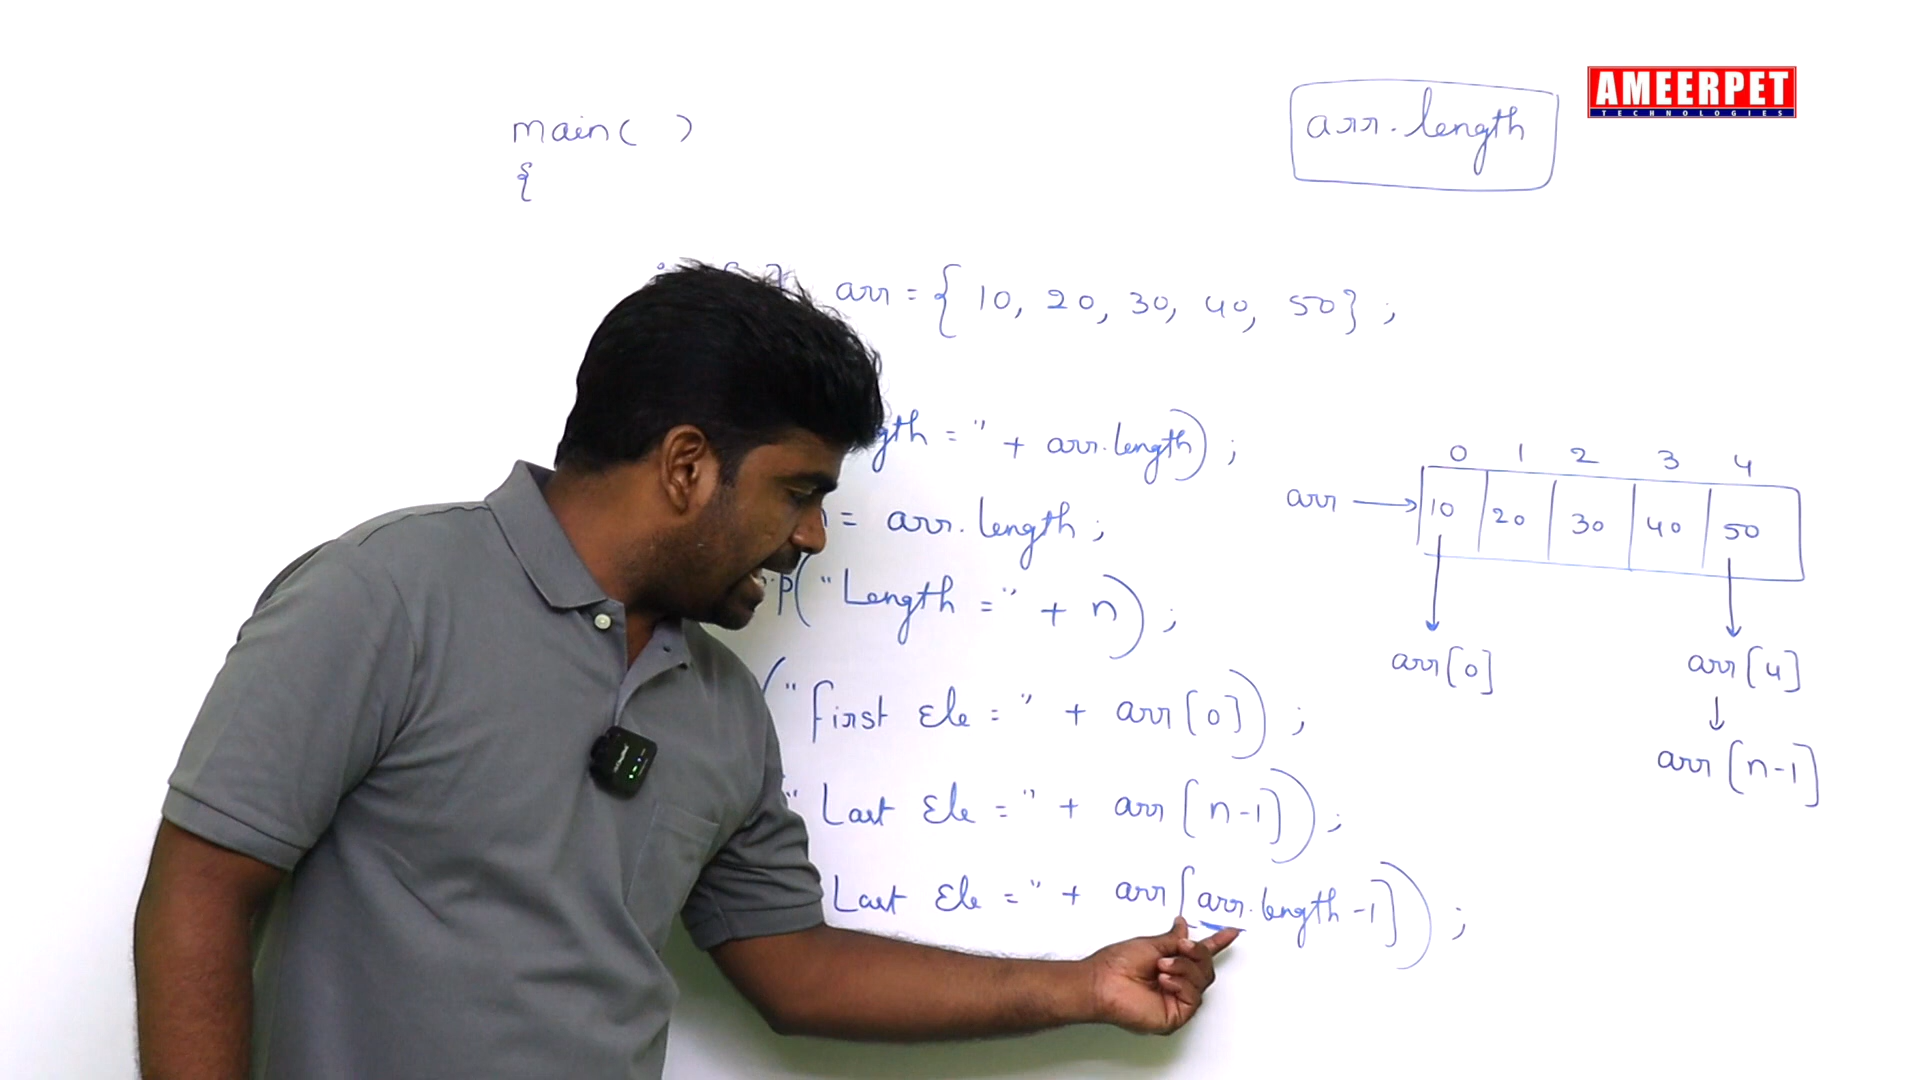 main( )
{
arr.length
AMEERPET
TECHNOLOGIES
arr = { 10, 20, 30, 40, 50} ;
gth = " + arr.length) ;
= arr.length ;
p( "Length =" + n ) ;
( "First Ele = " + arr[0] ) ;
" Last Ele = " + arr [n-1] ) ;
Last Ele = " + arr[arr.length -1] ) ;
0 1 2 3 4
arr → 10 20 30 40 50
arr[0] arr[4]
arr [n-1]